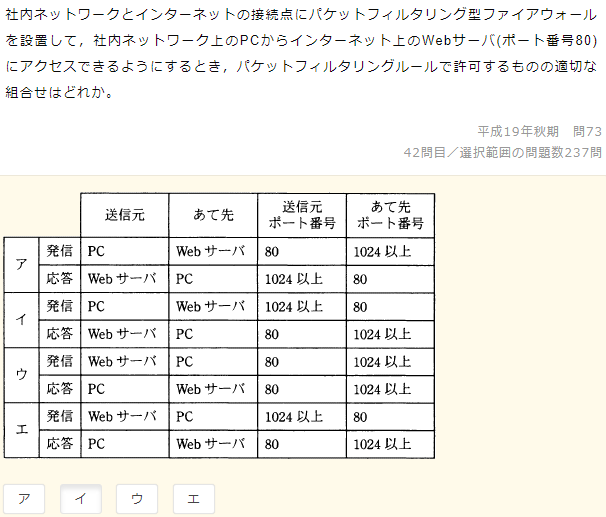 社内ネットワークとインターネットの接続点にパケットフィルタリング型ファイアウォール
を設置して，社内ネットワーク上のPCからインターネット上のWebサーバ(ポート番号80)
にアクセスできるようにするとき，パケットフィルタリングルールで許可するものの適切な
組合せはどれか。
平成19年秋期　問73
42問目／選択範囲の問題数237問
送信元 あて先 送信元ポート番号 あて先ポート番号
ア 発信 PC Web サーバ 80 1024 以上
応答 Web サーバ PC 1024 以上 80
イ 発信 PC Web サーバ 1024 以上 80
応答 Web サーバ PC 80 1024 以上
ウ 発信 Web サーバ PC 80 1024 以上
応答 PC Web サーバ 80 1024 以上
エ 発信 Web サーバ PC 1024 以上 80
応答 PC Web サーバ 80 1024 以上
ア イ ウ エ